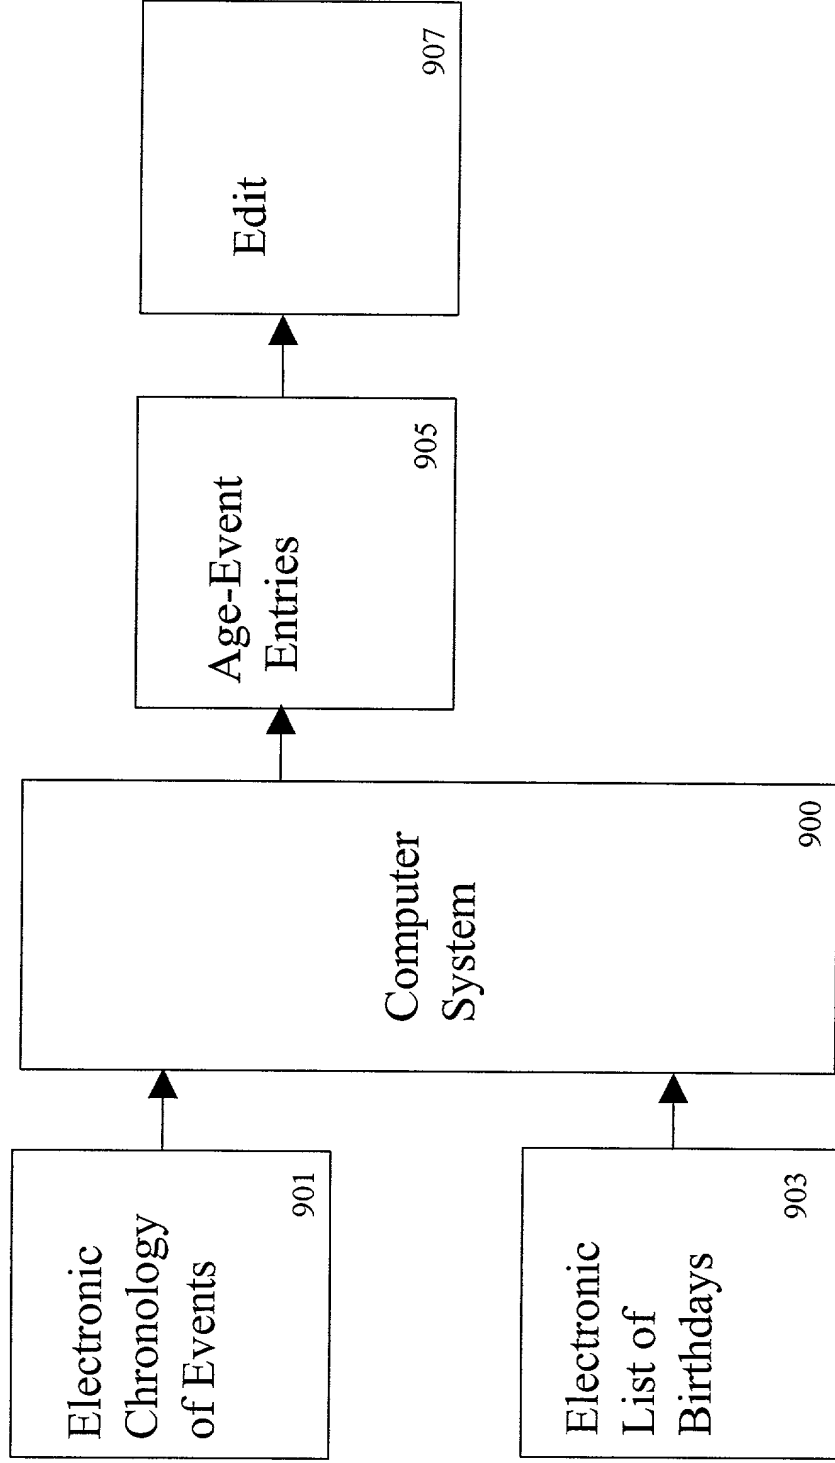 Electronic
Chronology
of Events
901
Electronic
List of
Birthdays
903
Computer
System
900
Age-Event
Entries
905
Edit
907